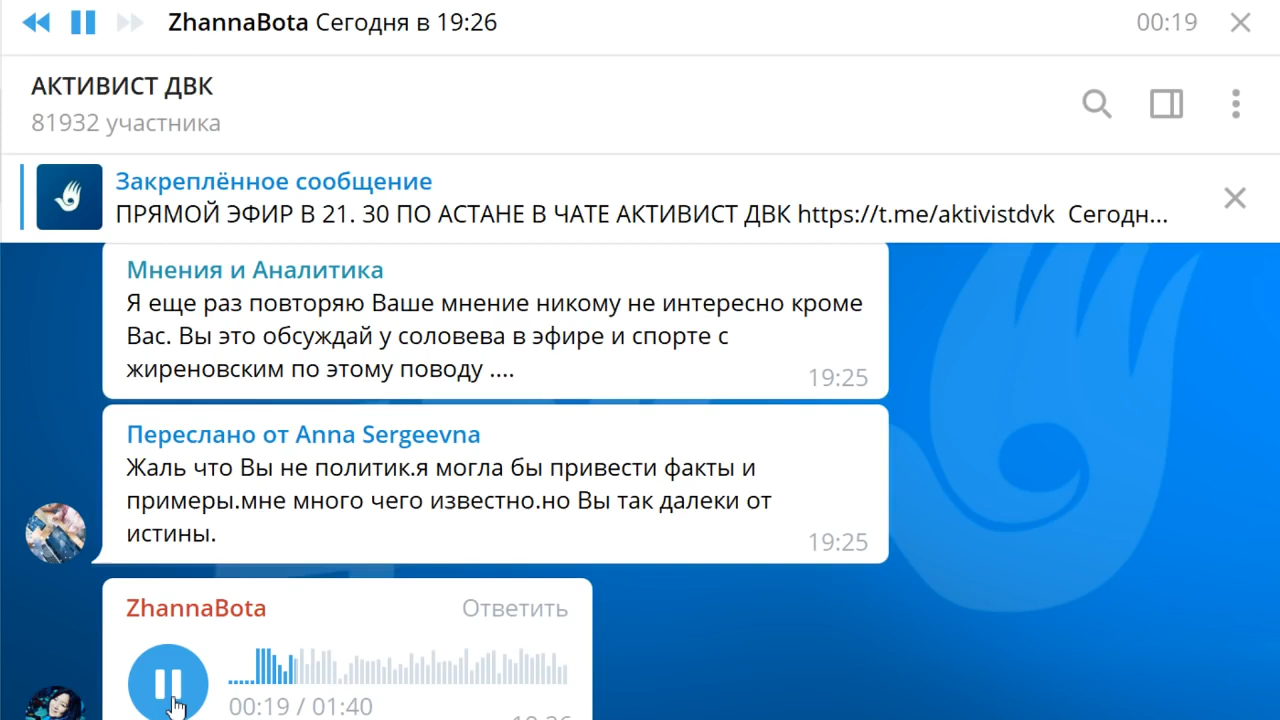 ZhannaBota Сегодня в 19:26
00:19
АКТИВИСТ ДВК
81932 участника
Закреплённое сообщение
ПРЯМОЙ ЭФИР В 21. 30 ПО АСТАНЕ В ЧАТЕ АКТИВИСТ ДВК https://t.me/aktivistdvk Сегодн...
Мнения и Аналитика
Я еще раз повторяю Ваше мнение никому не интересно кроме
Вас. Вы это обсуждай у соловева в эфире и спорте с
жиреновским по этому поводу ....
19:25
Переслано от Anna Sergeevna
Жаль что Вы не политик.я могла бы привести факты и
примеры.мне много чего известно.но Вы так далеки от
истины.
19:25
ZhannaBota
Ответить
00:19 / 01:40